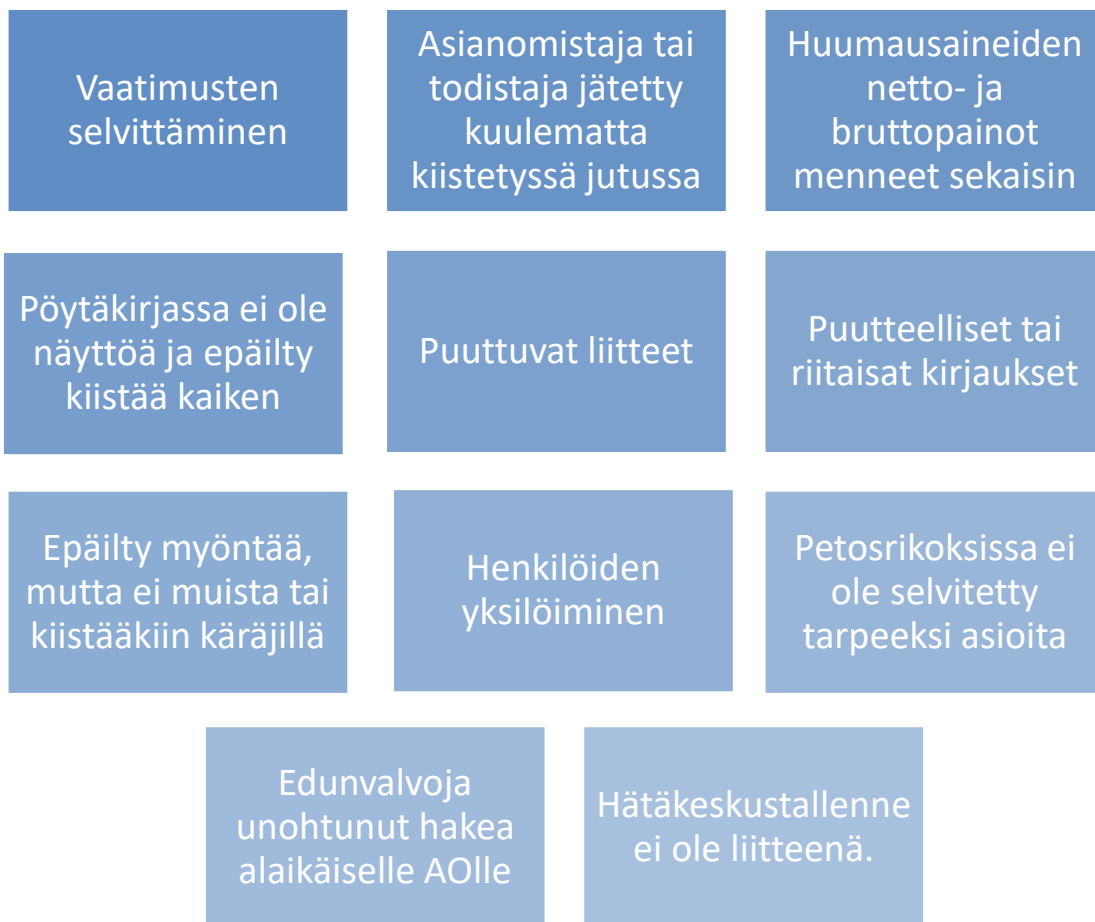 Vaatimusten
selvittäminen
Asianomistaja tai
todistaja jätetty
kuulematta
kiistetyssä jutussa
Huumausaineiden
netto- ja
bruttopainot
menneet sekaisin
Pöytäkirjassa ei ole
näyttöä ja epäilty
kiistää kaiken
Puuttuvat liitteet
Puutteelliset tai
riitaisat kirjaukset
Epäilty myöntää,
mutta ei muista tai
kiistääkiin käräjillä
Henkilöiden
yksilöiminen
Petosrikoksissa ei
ole selvitetty
tarpeeksi asioita
Edunvalvoja
unohtunut hakea
alaikäiselle AOlle
Hätäkeskustallenne
ei ole liitteenä.